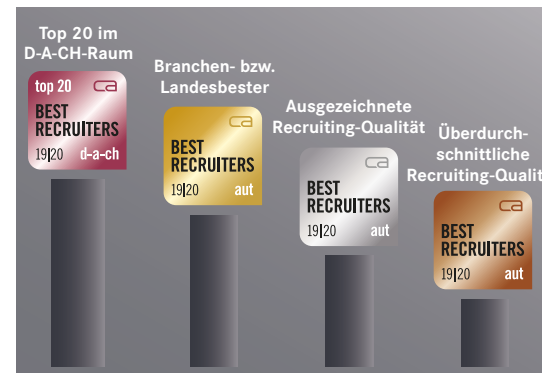 Top 20 im
D-A-CH-Raum
top 20 ca
BEST
RECRUITERS
19|20 d-a-ch
Branchen- bzw.
Landesbester
ca
BEST
RECRUITERS
19|20 aut
Ausgezeichnete
Recruiting-Qualität
ca
BEST
RECRUITERS
19|20 aut
Überdurch-
schnittliche
Recruiting-Qualit
ca
BEST
RECRUITERS
19|20 aut